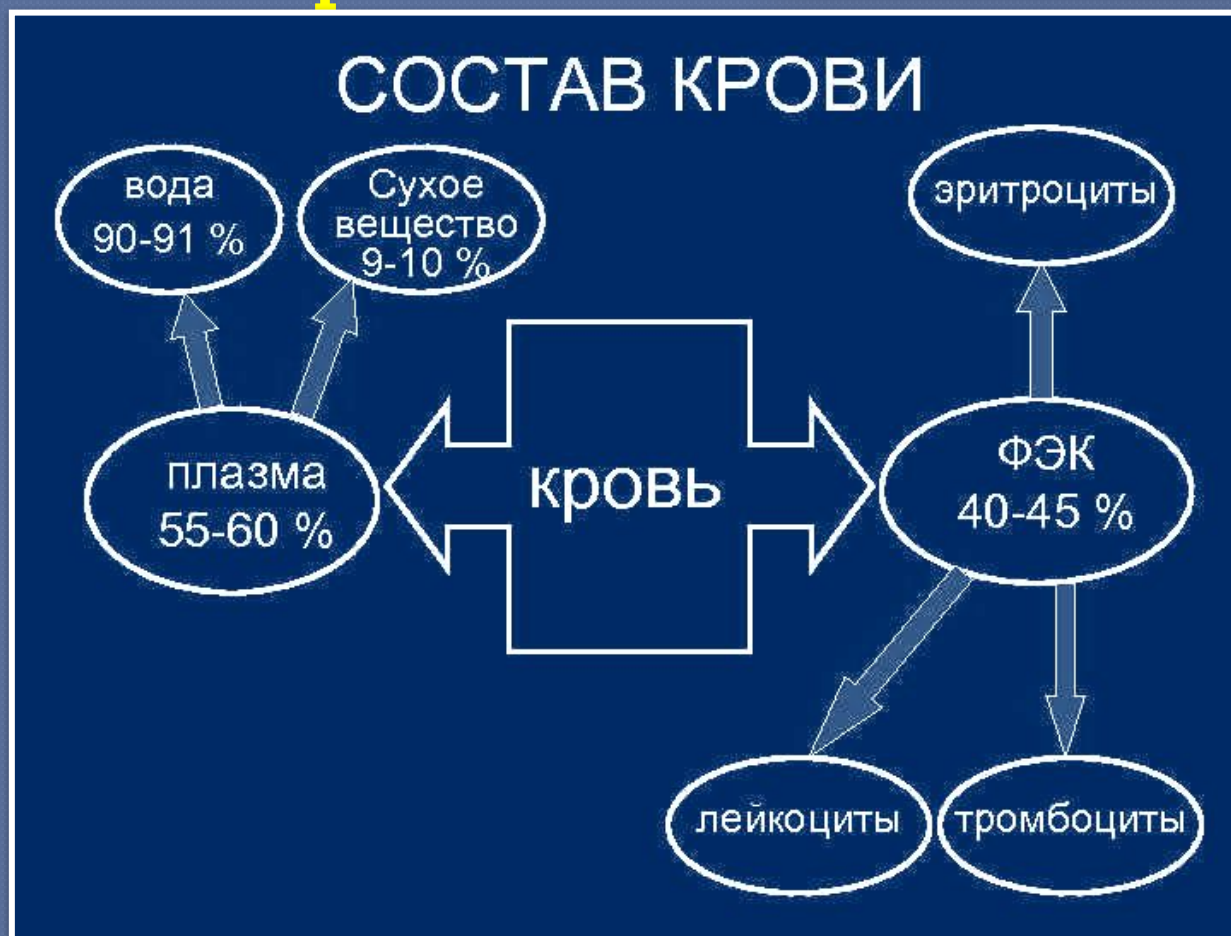 СОСТАВ КРОВИ
вода
90-91 %
Сухое
вещество
9-10 %
эритроциты
плазма
55-60 %
кровь
ФЭК
40-45 %
лейкоциты
тромбоциты